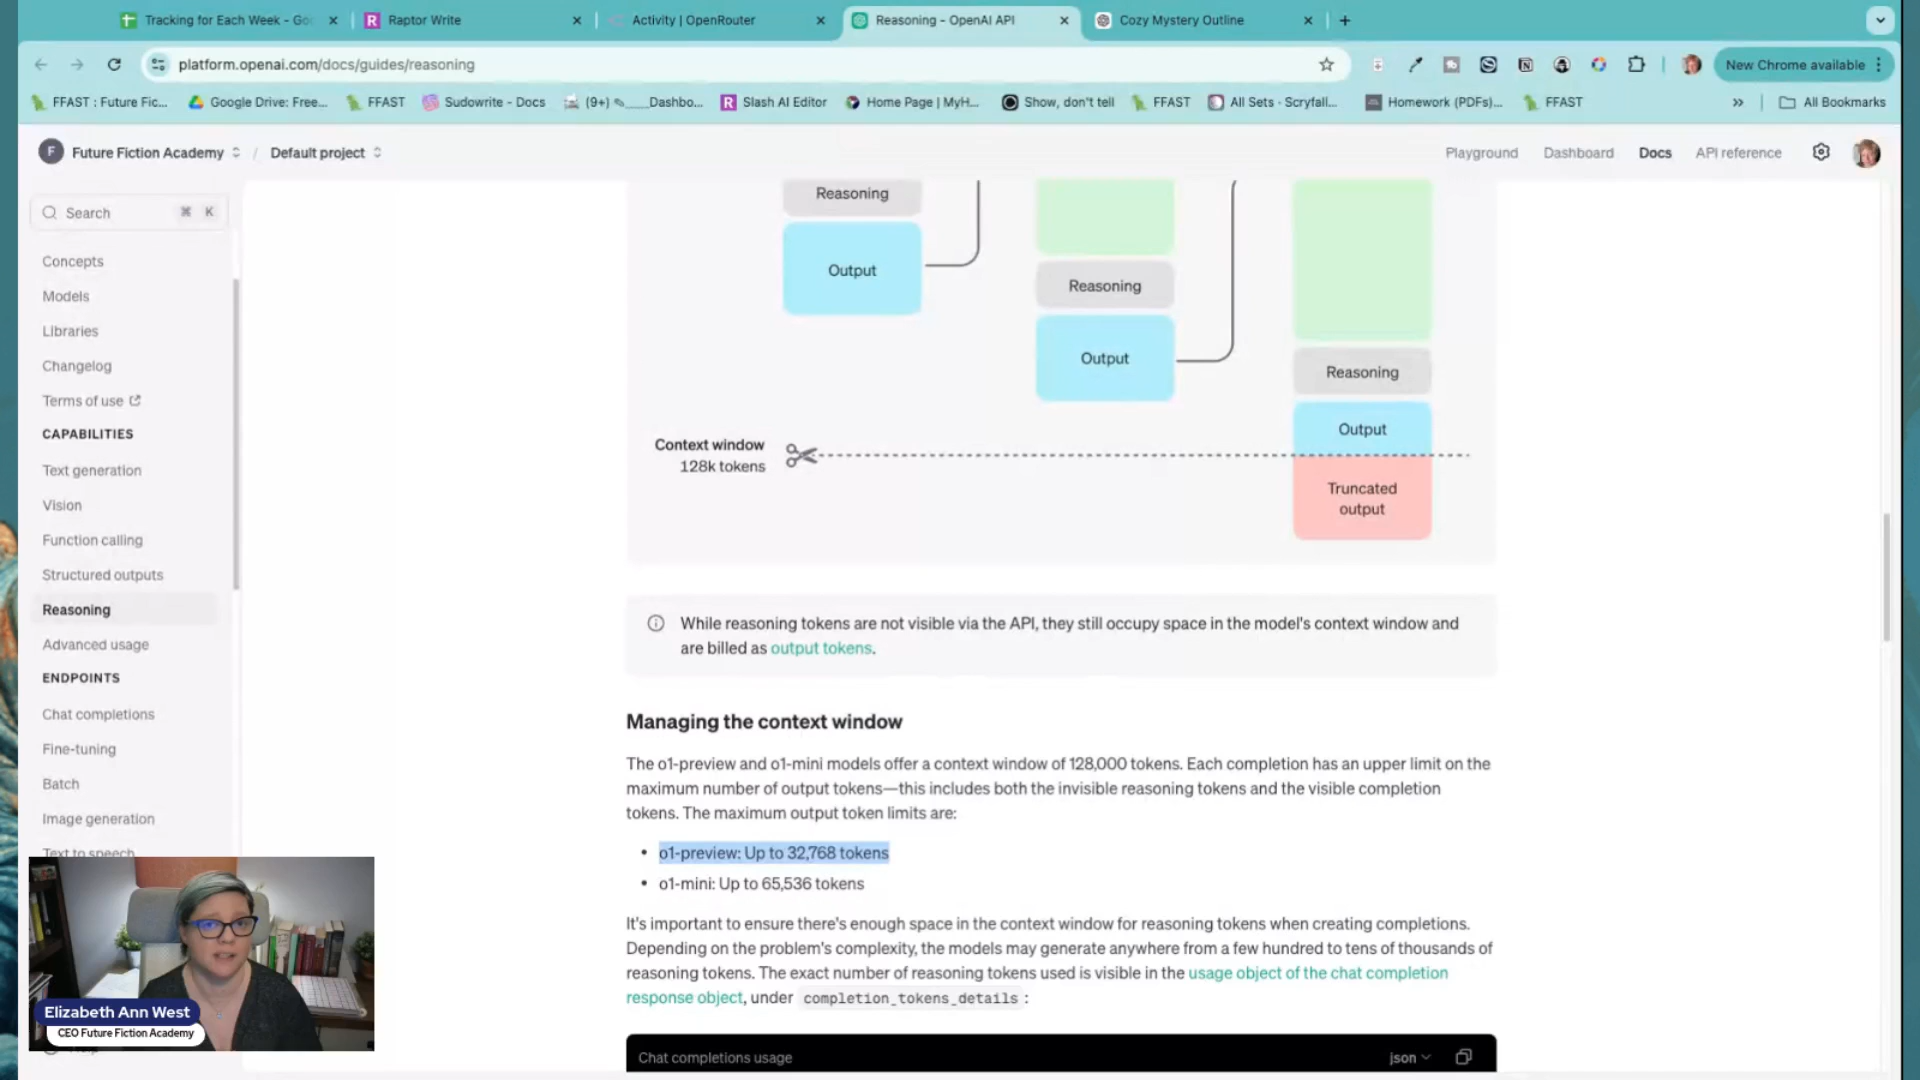 Tracking for Each Week - Go
Raptor Write
Activity | OpenRouter
Reasoning - OpenAI API
Cozy Mystery Outline
platform.openai.com/docs/guides/reasoning
New Chrome available
FFAST : Future Fic...
Google Drive: Free...
FFAST
Sudowrite - Docs
(9+) ✎____Dashbo...
Slash AI Editor
Home Page | MyH...
Show, don't tell
FFAST
All Sets · Scryfall...
Homework (PDFs)...
FFAST
»
All Bookmarks
F
Future Fiction Academy
/
Default project
Playground
Dashboard
Docs
API reference
Search
⌘ K
Concepts
Models
Libraries
Changelog
Terms of use
CAPABILITIES
Text generation
Vision
Function calling
Structured outputs
Reasoning
Advanced usage
ENDPOINTS
Chat completions
Fine-tuning
Batch
Image generation
Text to speech
Reasoning
Output
Reasoning
Output
Reasoning
Output
Context window
128k tokens
Truncated
output
While reasoning tokens are not visible via the API, they still occupy space in the model's context window and
are billed as output tokens.
Managing the context window
The o1-preview and o1-mini models offer a context window of 128,000 tokens. Each completion has an upper limit on the
maximum number of output tokens—this includes both the invisible reasoning tokens and the visible completion
tokens. The maximum output token limits are:
• o1-preview: Up to 32,768 tokens
• o1-mini: Up to 65,536 tokens
It's important to ensure there's enough space in the context window for reasoning tokens when creating completions.
Depending on the problem's complexity, the models may generate anywhere from a few hundred to tens of thousands of
reasoning tokens. The exact number of reasoning tokens used is visible in the usage object of the chat completion
response object, under completion_tokens_details :
Chat completions usage
json
Elizabeth Ann West
CEO Future Fiction Academy